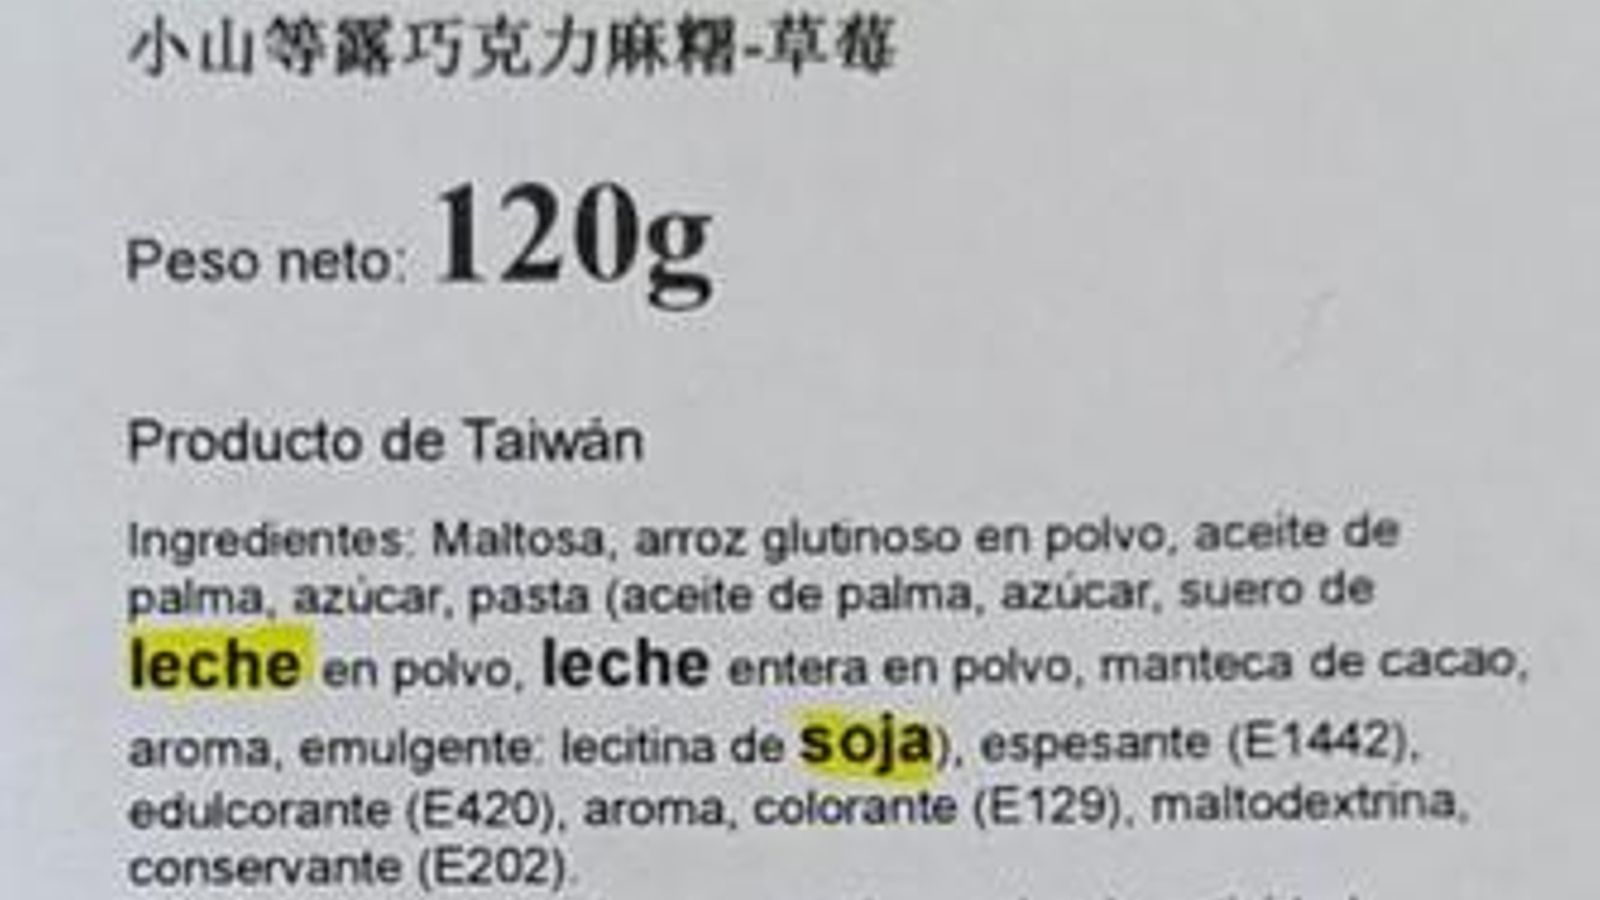 小山等露巧克力麻糬-草莓
Peso neto: 120g
Producto de Taiwán
Ingredientes: Maltosa, arroz glutinoso en polvo, aceite de
palma, azúcar, pasta (aceite de palma, azúcar, suero de
leche en polvo, leche entera en polvo, manteca de cacao,
aroma, emulgente: lecitina de soja), espesante (E1442),
edulcorante (E420), aroma, colorante (E129), maltodextrina,
conservante (E202).